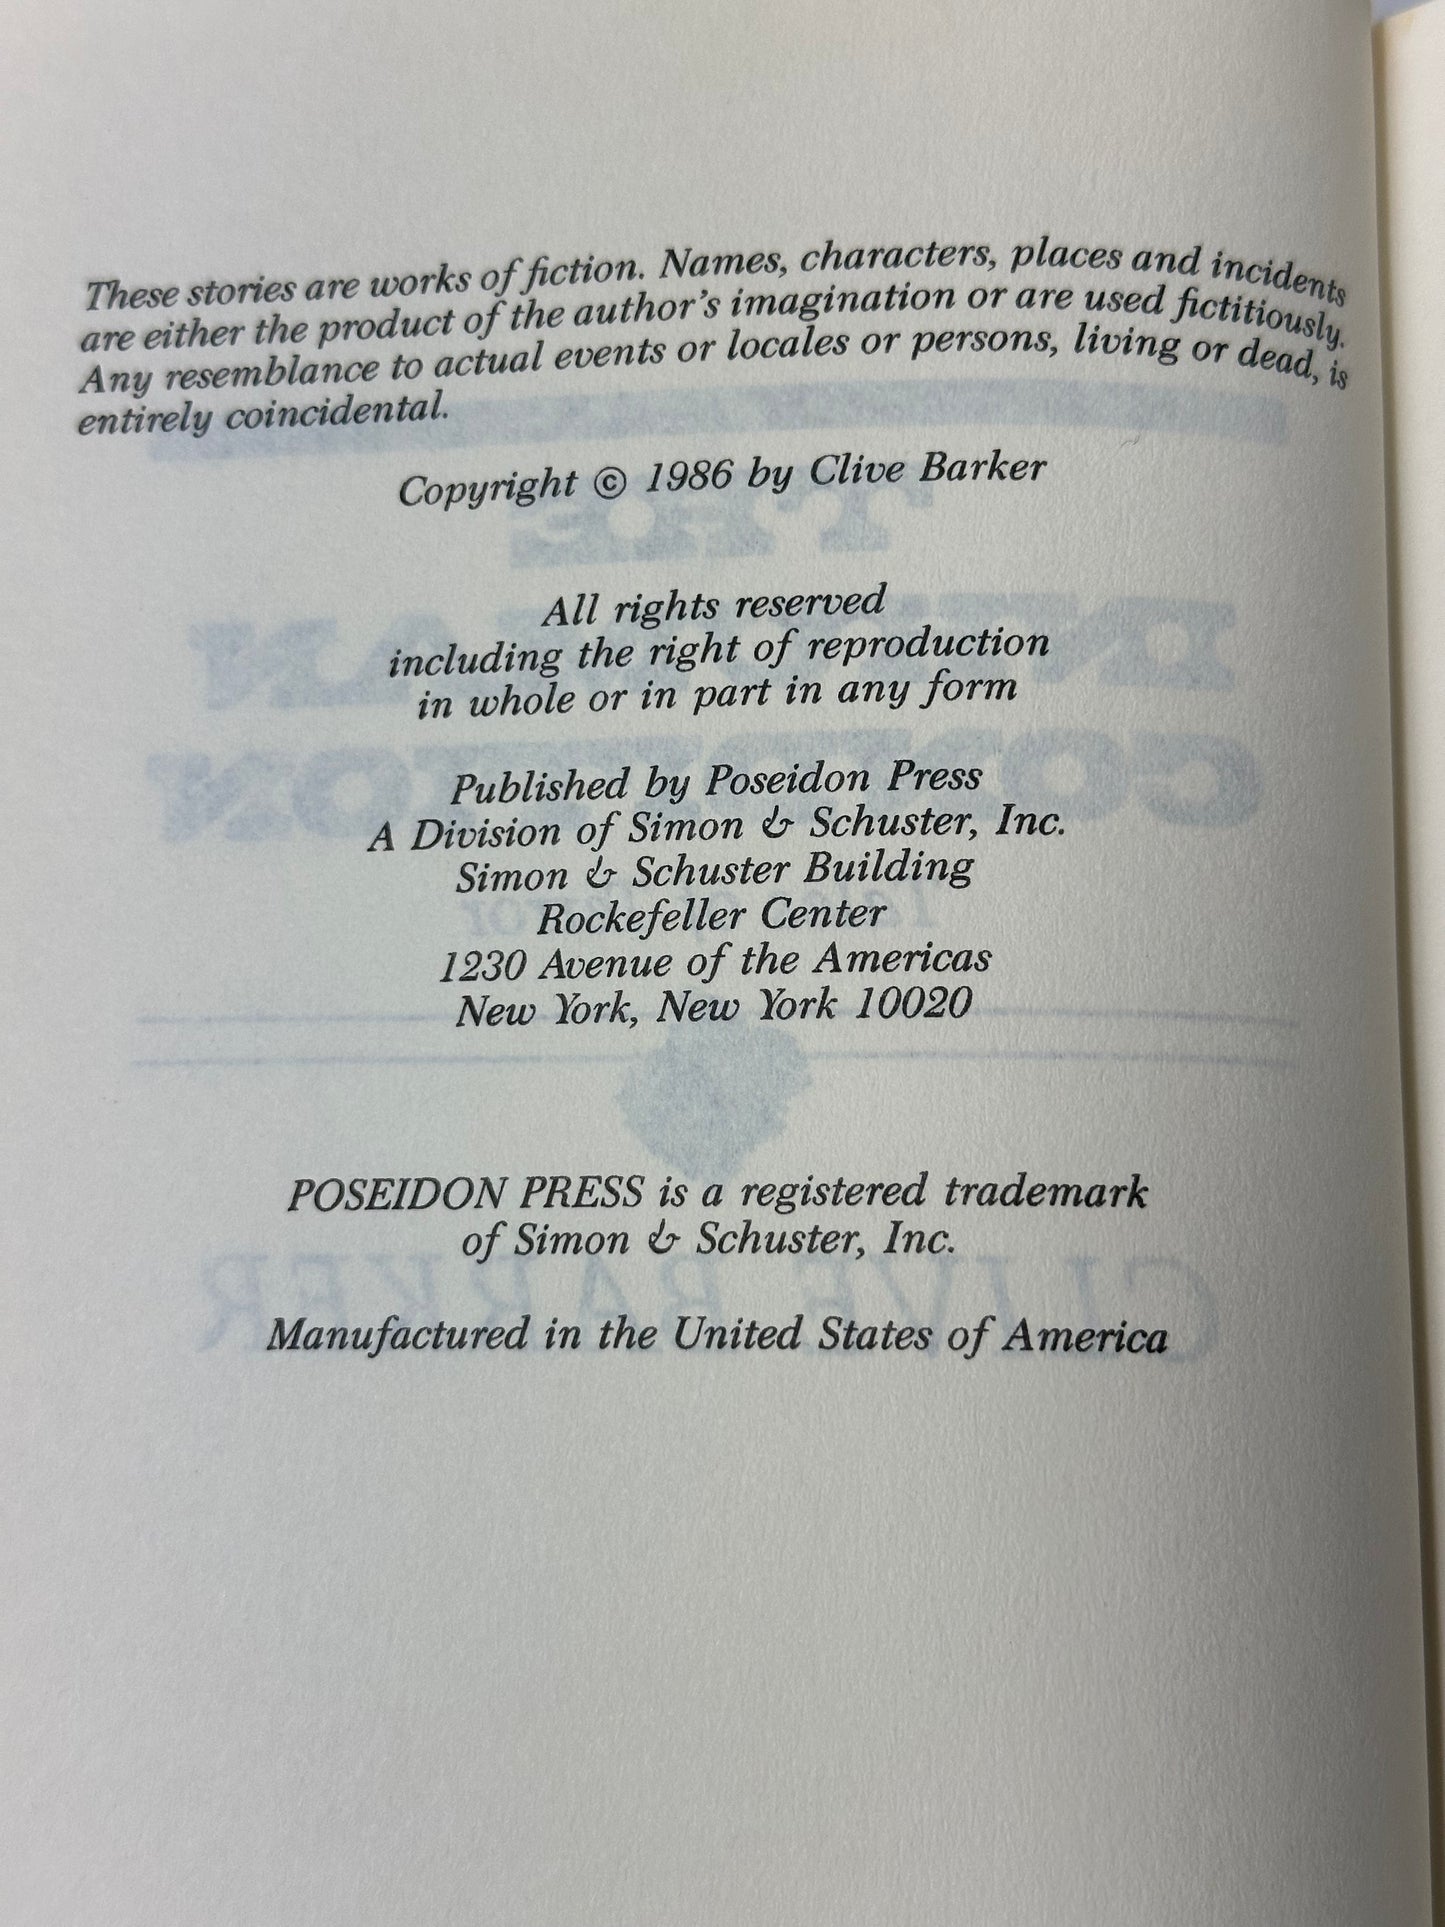 These stories are works of fiction. Names, characters, places and incidents
are either the product of the author's imagination or are used fictitiously.
Any resemblance to actual events or locales or persons, living or dead, is
entirely coincidental.
Copyright © 1986 by Clive Barker
All rights reserved
including the right of reproduction
in whole or in part in any form
Published by Poseidon Press
A Division of Simon & Schuster, Inc.
Simon & Schuster Building
Rockefeller Center
1230 Avenue of the Americas
New York, New York 10020
POSEIDON PRESS is a registered trademark
of Simon & Schuster, Inc.
Manufactured in the United States of America